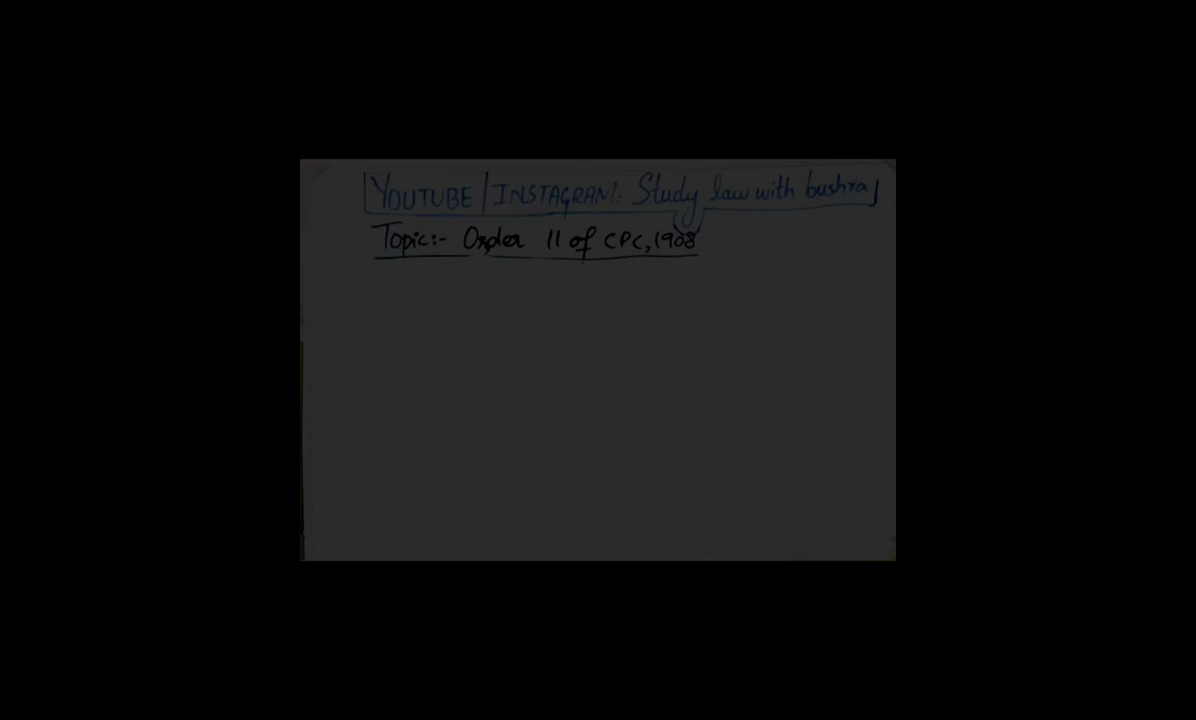 YOUTUBE | INSTAGRAM: Study law with bushra
Topic:- Order 11 of CPC, 1908